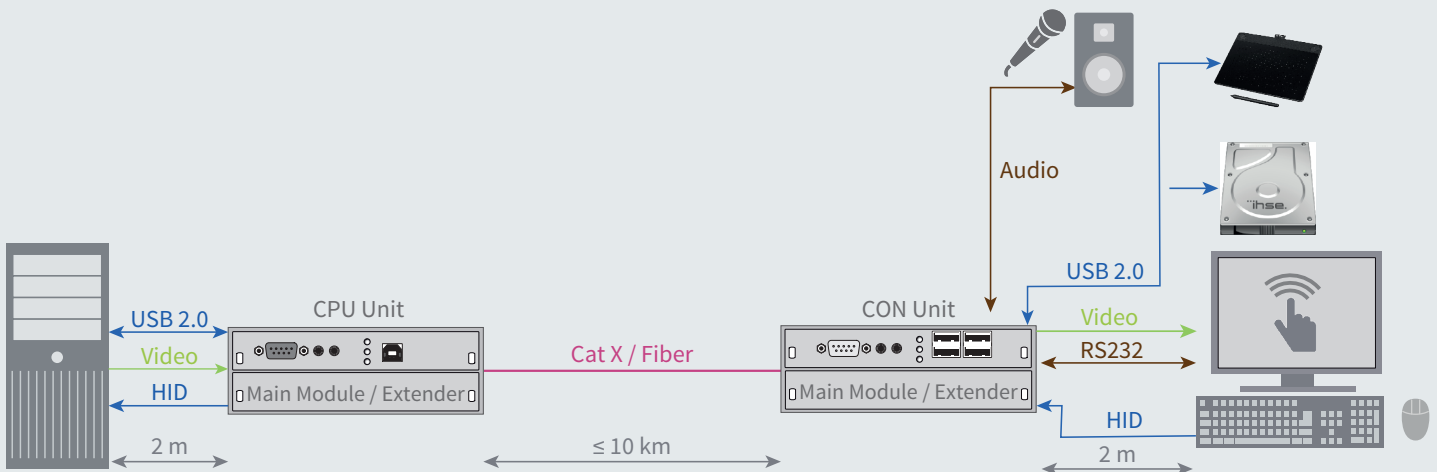 Audio
USB 2.0
CPU Unit
CON Unit
USB 2.0
Video
Cat X / Fiber
Video
RS232
HID
Main Module / Extender
Main Module / Extender
HID
2 m
≤ 10 km
2 m
ihse.